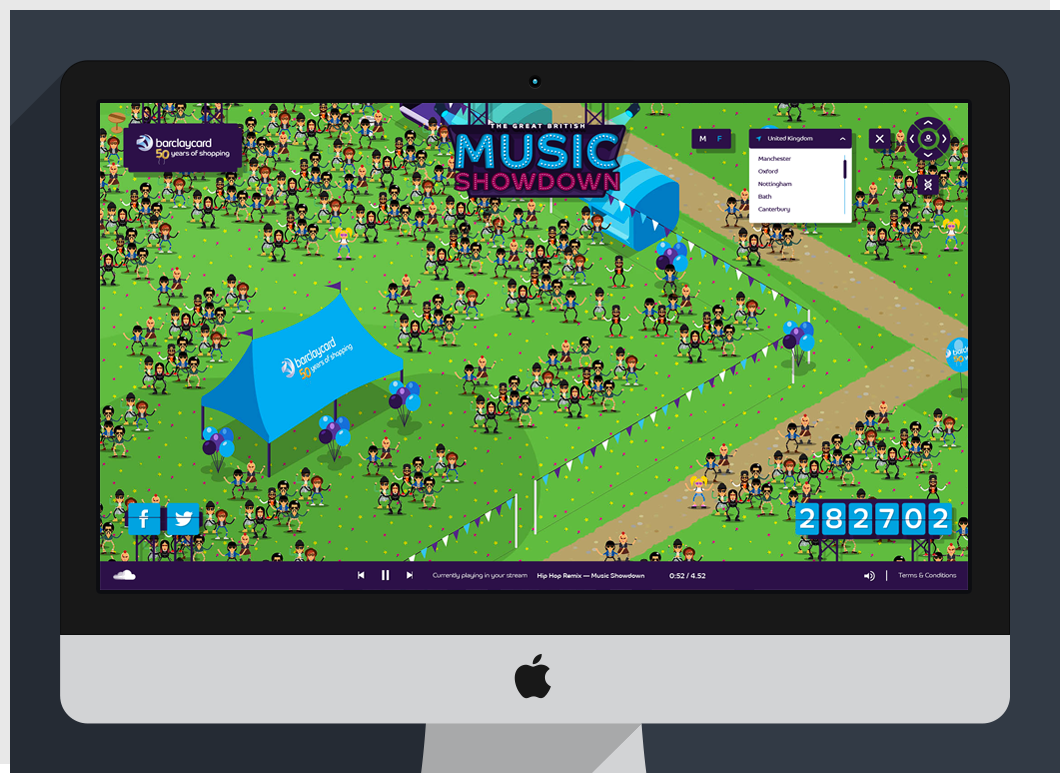 barclaycard
50 years of shopping
THE GREAT BRITISH
MUSIC
SHOWDOWN
M F
United Kingdom
Manchester
Oxford
Nottingham
Bath
Canterbury
barclaycard
50 years of shopping
282702
Currently playing in your stream Hip Hop Remix — Music Showdown 0:52 / 4.52
Terms & Conditions